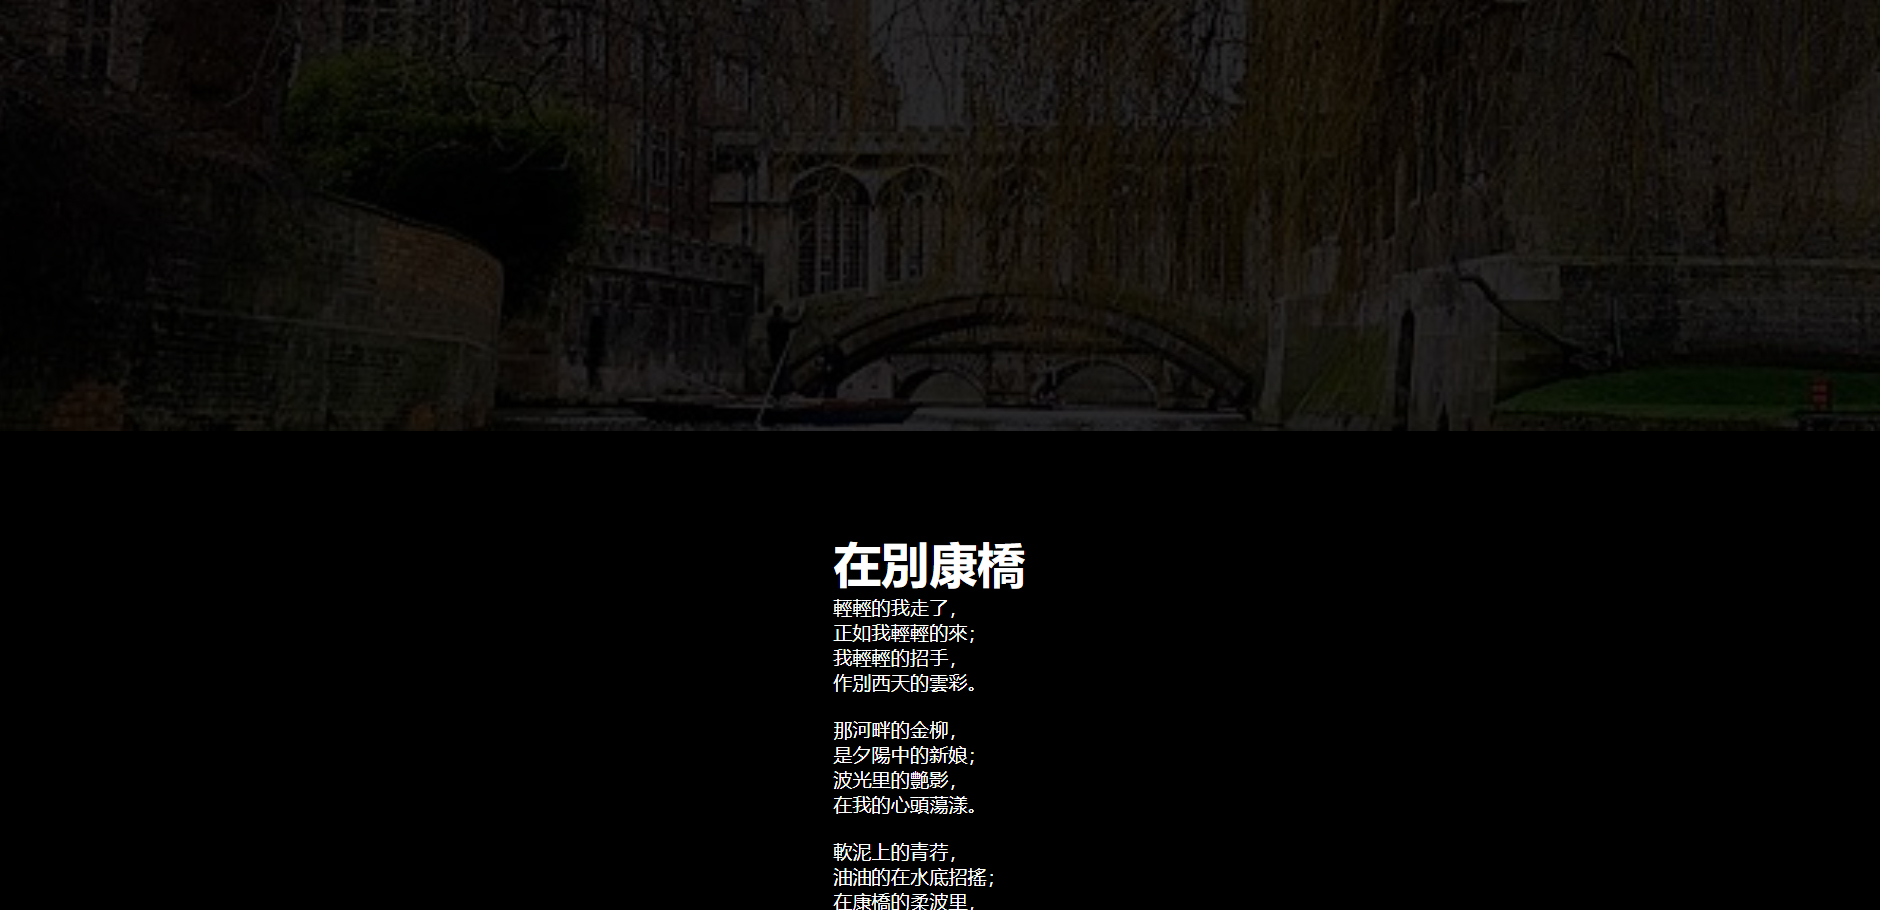 在別康橋
輕輕的我走了，
正如我輕輕的來；
我輕輕的招手，
作別西天的雲彩。
那河畔的金柳，
是夕陽中的新娘；
波光里的艷影，
在我的心頭蕩漾。
軟泥上的青荇，
油油的在水底招搖；
在康橋的柔波里，